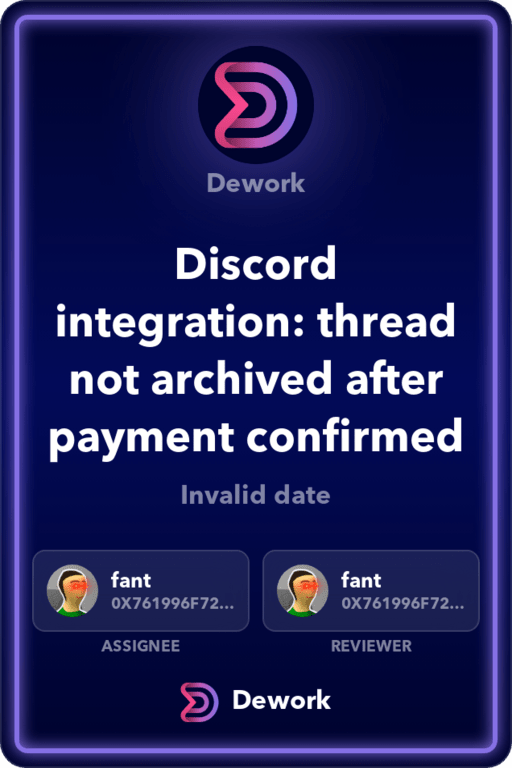 Dework
Discord
integration: thread
not archived after
payment confirmed
Invalid date
fant
0X761996F72...
fant
0X761996F72...
ASSIGNEE
REVIEWER
Dework